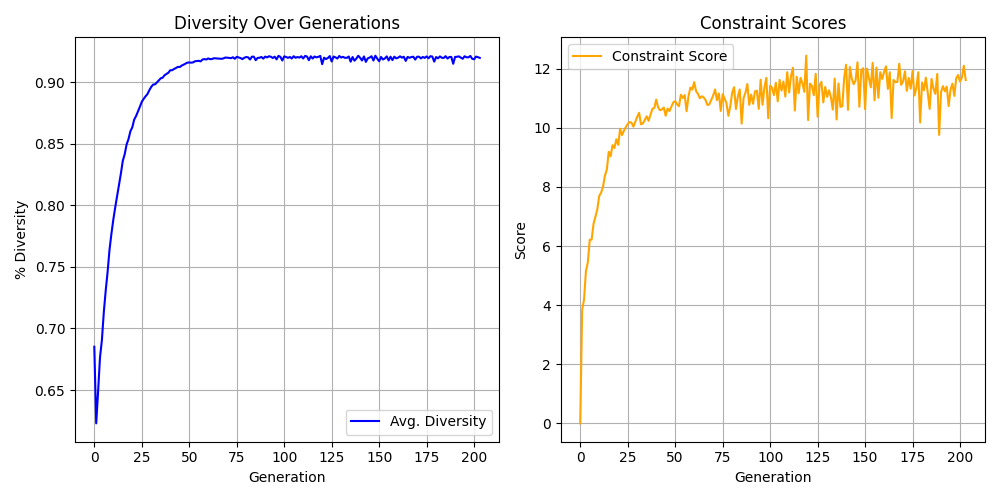 Diversity Over Generations
% Diversity
0.90
0.85
0.80
0.75
0.70
0.65
0 25 50 75 100 125 150 175 200
Generation
Avg. Diversity
Constraint Scores
Score
12
10
8
6
4
2
0
0 25 50 75 100 125 150 175 200
Generation
Constraint Score